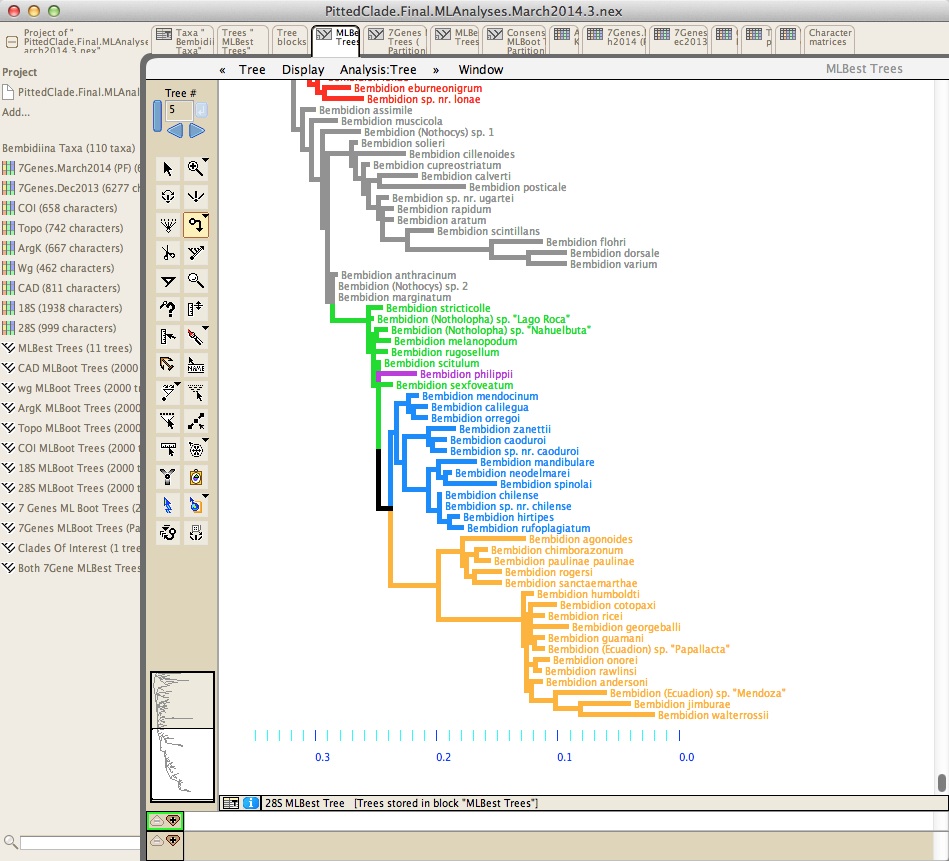 PittedClade.Final.MLAnalyses.March2014.3.nex
Project of "
PittedClade.Final.MLAnalyse
arch2014.3.nex"
Taxa "
Bembidi
Taxa"
Trees "
MLBest
Trees"
Tree
blocks
MLBe
Trees
7Genes
Trees (
Partition
MLBe
Trees
Consens
MLBoot
Partition
7Genes.
h2014 (
7Genes
ec2013
Character
matrices
« Tree Display Analysis:Tree » Window
MLBest Trees
Project
PittedClade.Final.MLAnal
Add...
Bembidiina Taxa (110 taxa)
7Genes.March2014 (PF) (6
7Genes.Dec2013 (6277 ch
COI (658 characters)
Topo (742 characters)
ArgK (667 characters)
Wg (462 characters)
CAD (811 characters)
18S (1938 characters)
28S (999 characters)
MLBest Trees (11 trees)
CAD MLBoot Trees (2000
wg MLBoot Trees (2000 tr
ArgK MLBoot Trees (2000
Topo MLBoot Trees (2000
COI MLBoot Trees (2000 t
18S MLBoot Trees (2000 t
28S MLBoot Trees (2000 t
7 Genes ML Boot Trees (2
7Genes MLBoot Trees (Pa
Clades Of Interest (1 tree
Both 7Gene MLBest Trees
Tree #
5
NAME
Bembidion eburneonigrum
Bembidion sp. nr. lonae
Bembidion assimile
Bembidion muscicola
Bembidion (Nothocys) sp. 1
Bembidion solieri
Bembidion cillenoides
Bembidion cupreostriatum
Bembidion calverti
Bembidion posticale
Bembidion sp. nr. ugartei
Bembidion rapidum
Bembidion aratum
Bembidion scintillans
Bembidion flohri
Bembidion dorsale
Bembidion varium
Bembidion anthracinum
Bembidion (Nothocys) sp. 2
Bembidion marginatum
Bembidion stricticolle
Bembidion (Notholopha) sp. "Lago Roca"
Bembidion (Notholopha) sp. "Nahuelbuta"
Bembidion melanopodum
Bembidion rugosellum
Bembidion scitulum
Bembidion philippii
Bembidion sexfoveatum
Bembidion mendocinum
Bembidion calilegua
Bembidion orregoi
Bembidion zanettii
Bembidion caoduroi
Bembidion sp. nr. caoduroi
Bembidion mandibulare
Bembidion neodelmarei
Bembidion spinolai
Bembidion chilense
Bembidion sp. nr. chilense
Bembidion hirtipes
Bembidion rufoplagiatum
Bembidion agonoides
Bembidion chimborazonum
Bembidion paulinae paulinae
Bembidion rogersi
Bembidion sanctaemarthae
Bembidion humboldti
Bembidion cotopaxi
Bembidion ricei
Bembidion georgeballi
Bembidion guamani
Bembidion (Ecuadion) sp. "Papallacta"
Bembidion onorei
Bembidion rawlinsi
Bembidion andersoni
Bembidion (Ecuadion) sp. "Mendoza"
Bembidion jimburae
Bembidion walterrossii
0.3 0.2 0.1 0.0
28S MLBest Tree [Trees stored in block "MLBest Trees"]